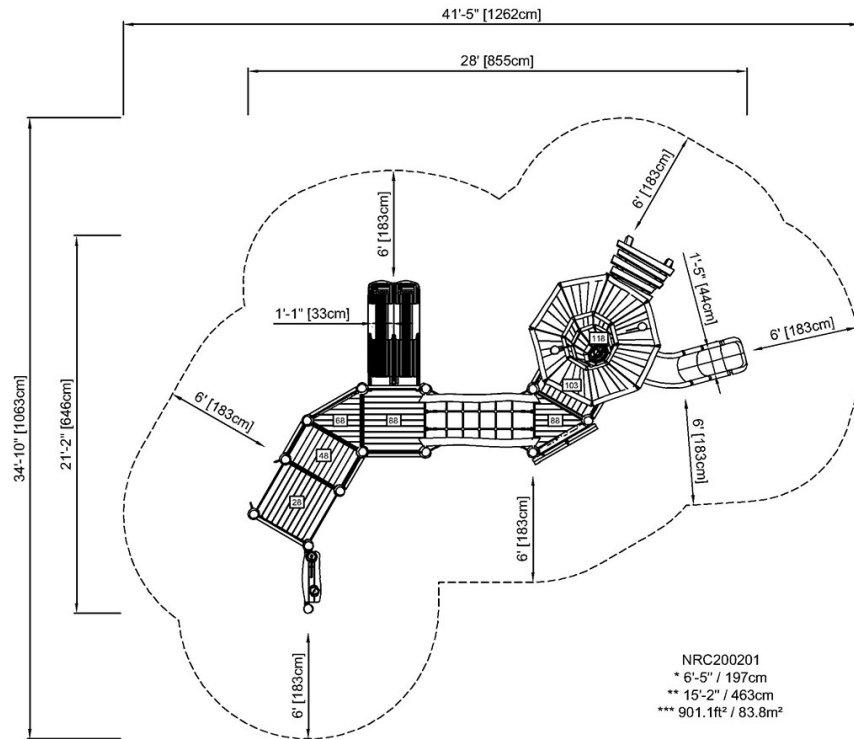 41'-5" [1262cm]
28' [855cm]
34'-10" [1063cm]
21'-2" [646cm]
6' [183cm]
6' [183cm]
1'-1" [33cm]
1'-5" [44cm]
6' [183cm]
118
103
6' [183cm]
68
88
88
48
28
6' [183cm]
6' [183cm]
6' [183cm]
NRC200201
* 6'-5" / 197cm
** 15'-2" / 463cm
*** 901.1ft² / 83.8m²